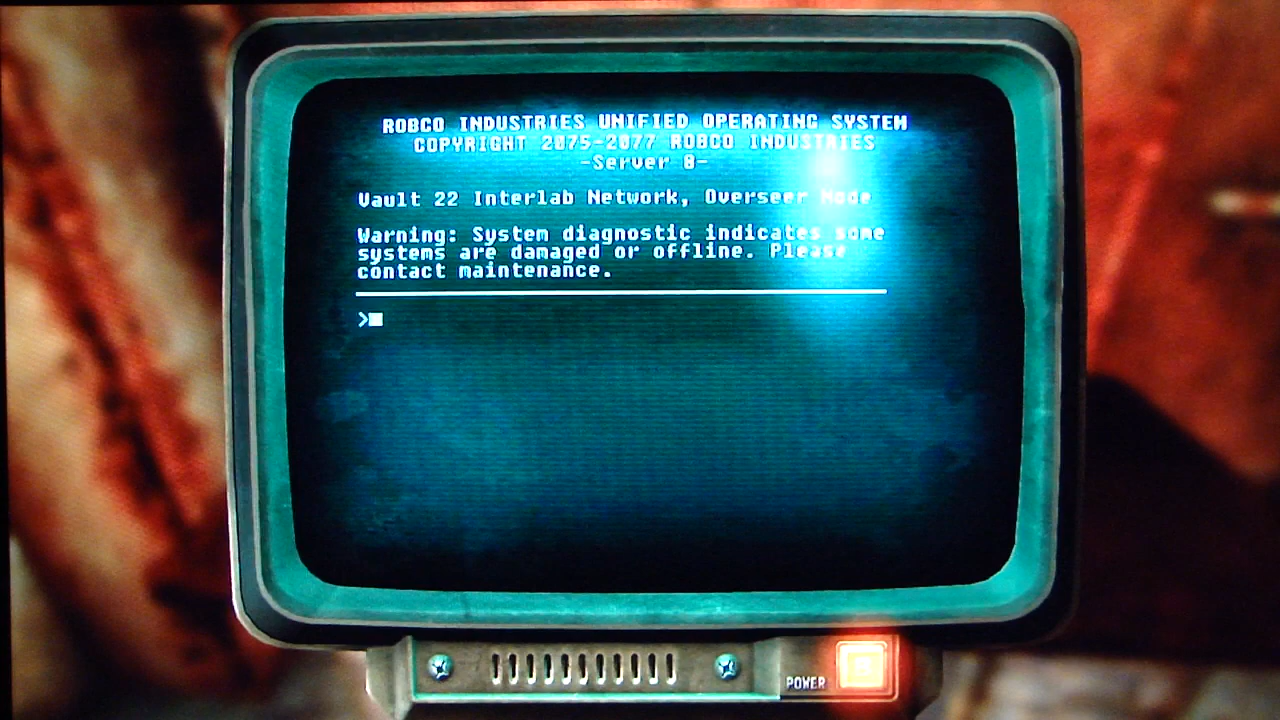 ROBCO INDUSTRIES UNIFIED OPERATING SYSTEM
COPYRIGHT 2075-2077 ROBCO INDUSTRIES
-Server 8-
Vault 22 Interlab Network, Overseer Mode
Warning: System diagnostic indicates some
systems are damaged or offline. Please
contact maintenance.
>
POWER